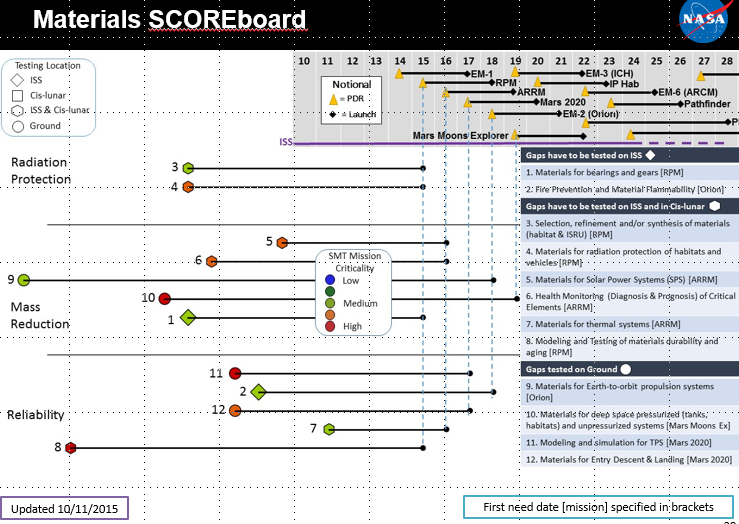 Materials SCOREboard
NASA
Testing Location
ISS
Cis-lunar
ISS & Cis-lunar
Ground
10 11 12 13 14 15 16 17 18 19 20 21 22 23 24 25 26 27 28
Notional
= PDR
= Launch
EM-1
EM-3 (ICH)
RPM
IP Hab
ARRM
EM-6 (ARCM)
Mars 2020
Pathfinder
EM-2 (Orion)
Mars Moons Explorer
ISS
Radiation
Protection
3
4
5
6
9
10
Mass
Reduction
1
11
2
12
Reliability
7
8
SMT Mission
Criticality
Low
Medium
High
Gaps have to be tested on ISS
1. Materials for bearings and gears [RPM]
2. Fire Prevention and Material Flammability [Orion]
Gaps have to be tested on ISS and in Cis-lunar
3. Selection, refinement and/or synthesis of materials
(habitat & ISRU) [RPM]
4. Materials for radiation protection of habitats and
vehicles [RPM]
5. Materials for Solar Power Systems (SPS) [ARRM]
6. Health Monitoring (Diagnosis & Prognosis) of Critical
Elements [ARRM]
7. Materials for thermal systems [ARRM]
8. Modeling and Testing of materials durability and
aging [RPM]
Gaps tested on Ground
9. Materials for Earth-to-orbit propulsion systems
[Orion]
10. Materials for deep space pressurized (tanks,
habitats) and unpressurized systems [Mars Moons Ex]
11. Modeling and simulation for TPS [Mars 2020]
12. Materials for Entry Descent & Landing [Mars 2020]
Updated 10/11/2015
First need date [mission] specified in brackets